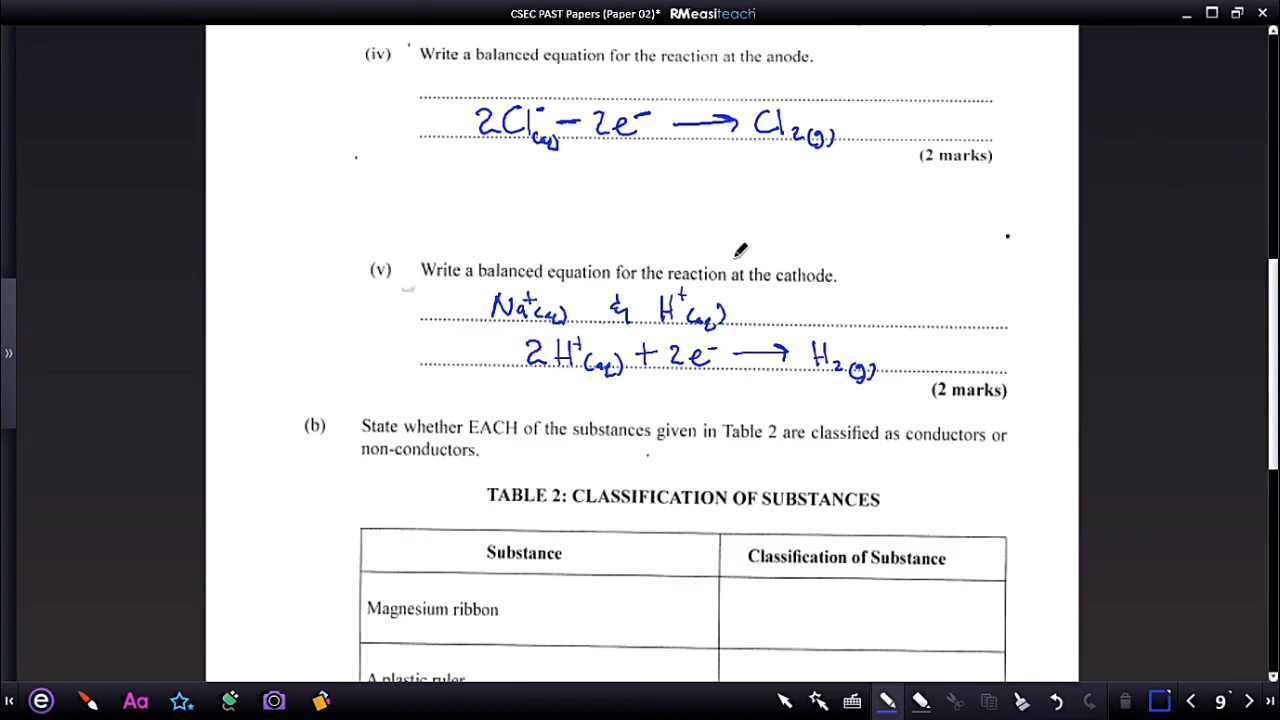 CSEC PAST Papers (Paper 02)* RMeasiteach
(iv) Write a balanced equation for the reaction at the anode.
2Cl⁻(aq) − 2e⁻ → Cl₂(g)
(2 marks)
(v) Write a balanced equation for the reaction at the cathode.
Na⁺(aq) & H⁺(aq)
2H⁺(aq) + 2e⁻ → H₂(g)
(2 marks)
(b) State whether EACH of the substances given in Table 2 are classified as conductors or
non-conductors.
TABLE 2: CLASSIFICATION OF SUBSTANCES
Substance Classification of Substance
Magnesium ribbon
A plastic ruler
e Aa 9